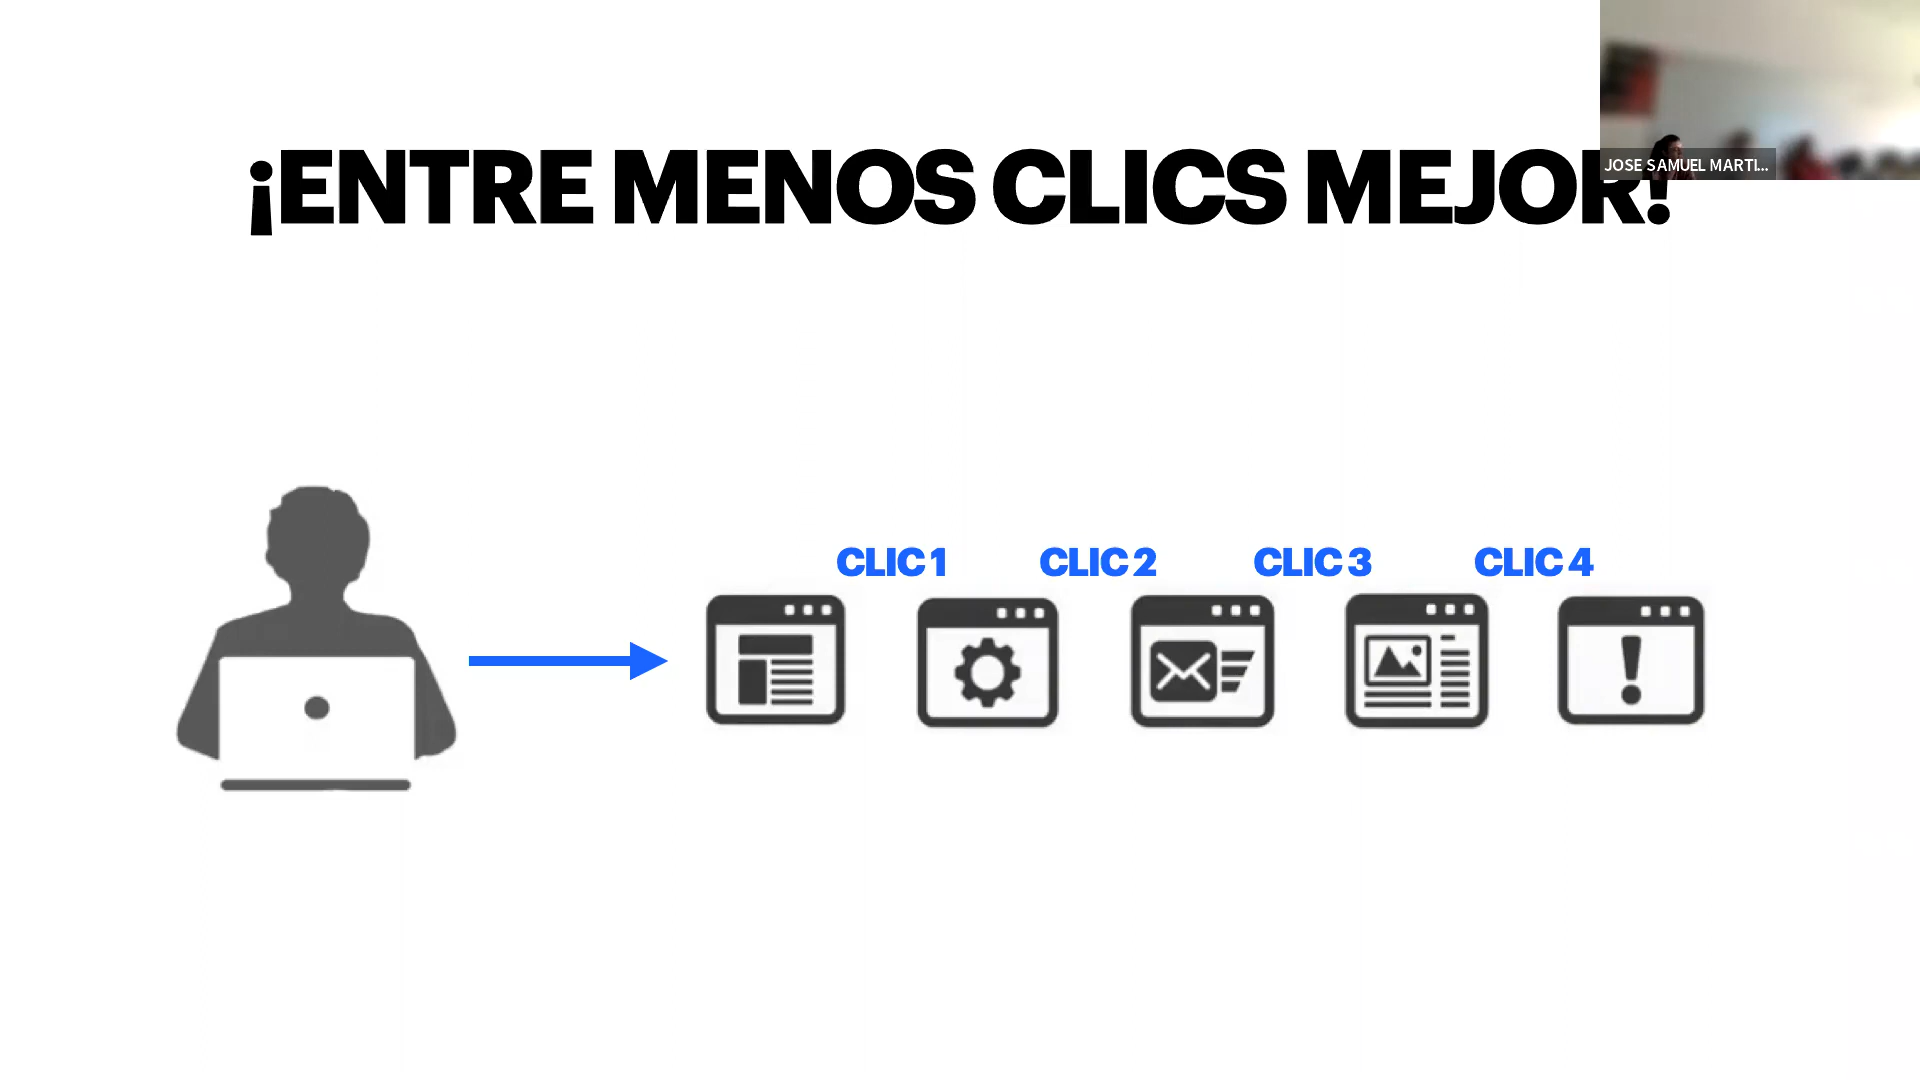 ¡ENTRE MENOS CLICS MEJOR!
JOSE SAMUEL MARTI...
CLIC 1
CLIC 2
CLIC 3
CLIC 4